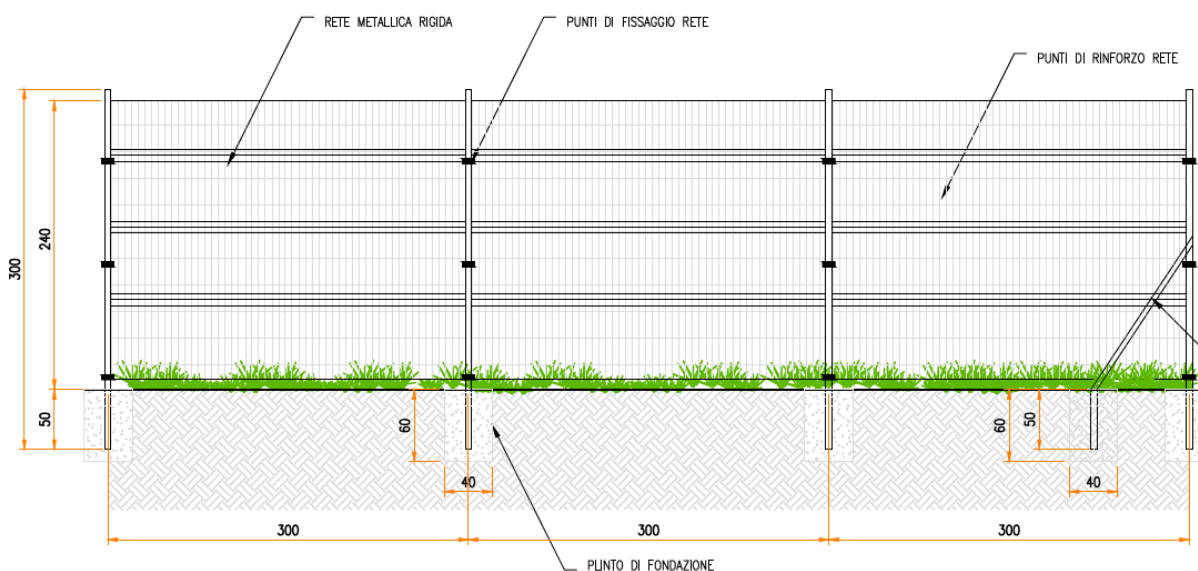 RETE METALLICA RIGIDA
PUNTI DI FISSAGGIO RETE
PUNTI DI RINFORZO RETE
300
240
50
60
40
60
50
40
300
300
300
PLINTO DI FONDAZIONE